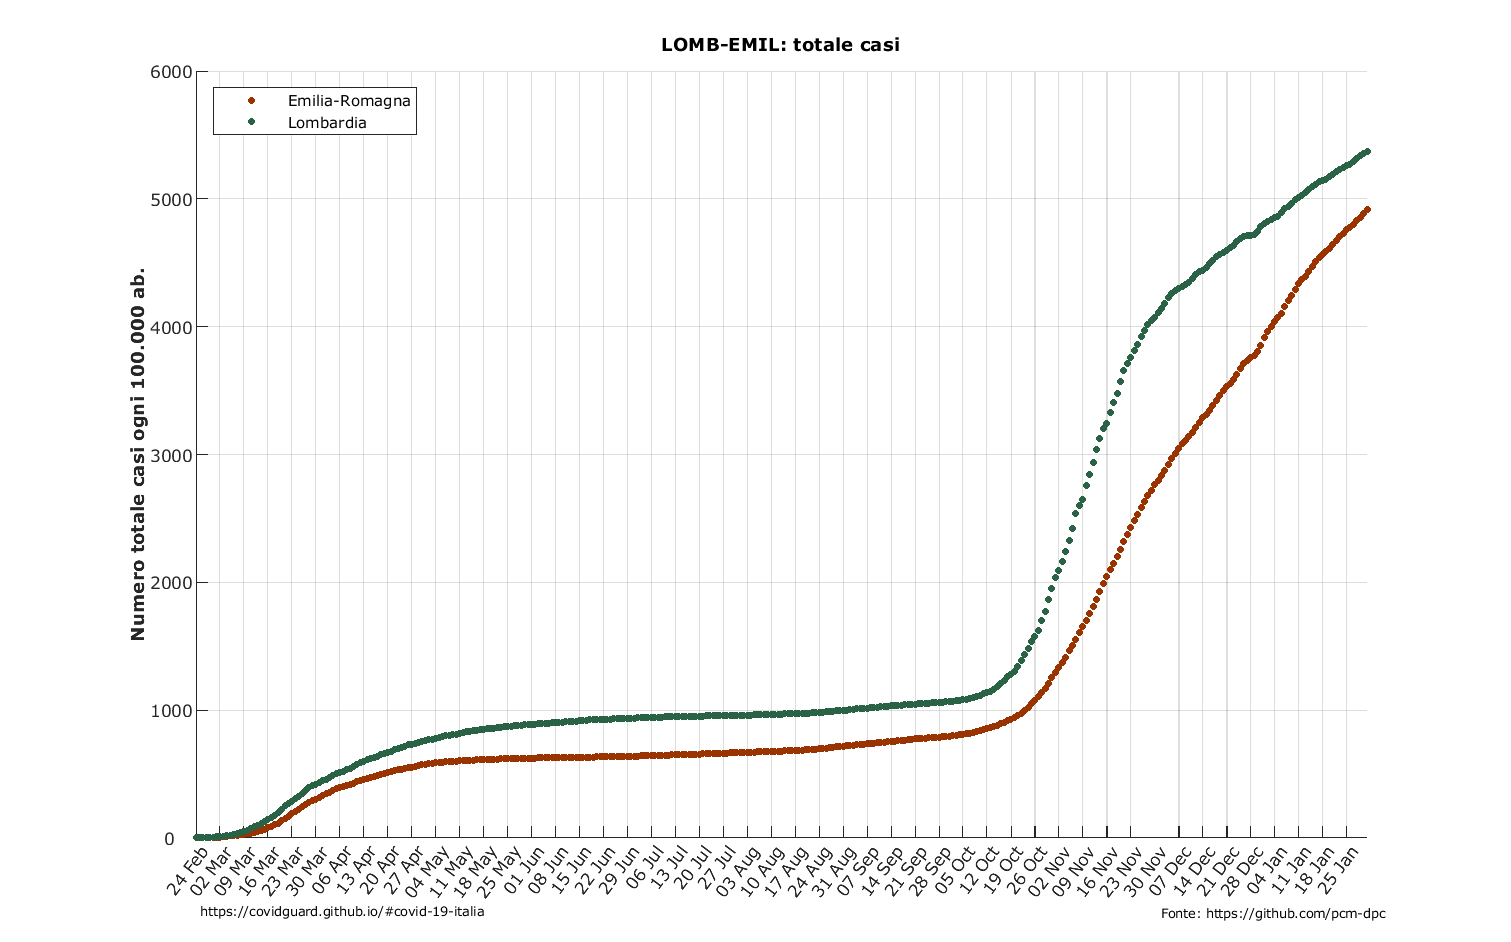 LOMB-EMIL: totale casi
6000
5000
4000
3000
2000
1000
0
Numero totale casi ogni 100.000 ab.
Emilia-Romagna
Lombardia
24 Feb
02 Mar
09 Mar
16 Mar
23 Mar
30 Mar
06 Apr
13 Apr
20 Apr
27 Apr
04 May
11 May
18 May
25 May
01 Jun
08 Jun
15 Jun
22 Jun
29 Jun
06 Jul
13 Jul
20 Jul
27 Jul
03 Aug
10 Aug
17 Aug
24 Aug
31 Aug
07 Sep
14 Sep
21 Sep
28 Sep
05 Oct
12 Oct
19 Oct
26 Oct
02 Nov
09 Nov
16 Nov
23 Nov
30 Nov
07 Dec
14 Dec
21 Dec
28 Dec
04 Jan
11 Jan
18 Jan
25 Jan
https://covidguard.github.io/#covid-19-italia
Fonte: https://github.com/pcm-dpc